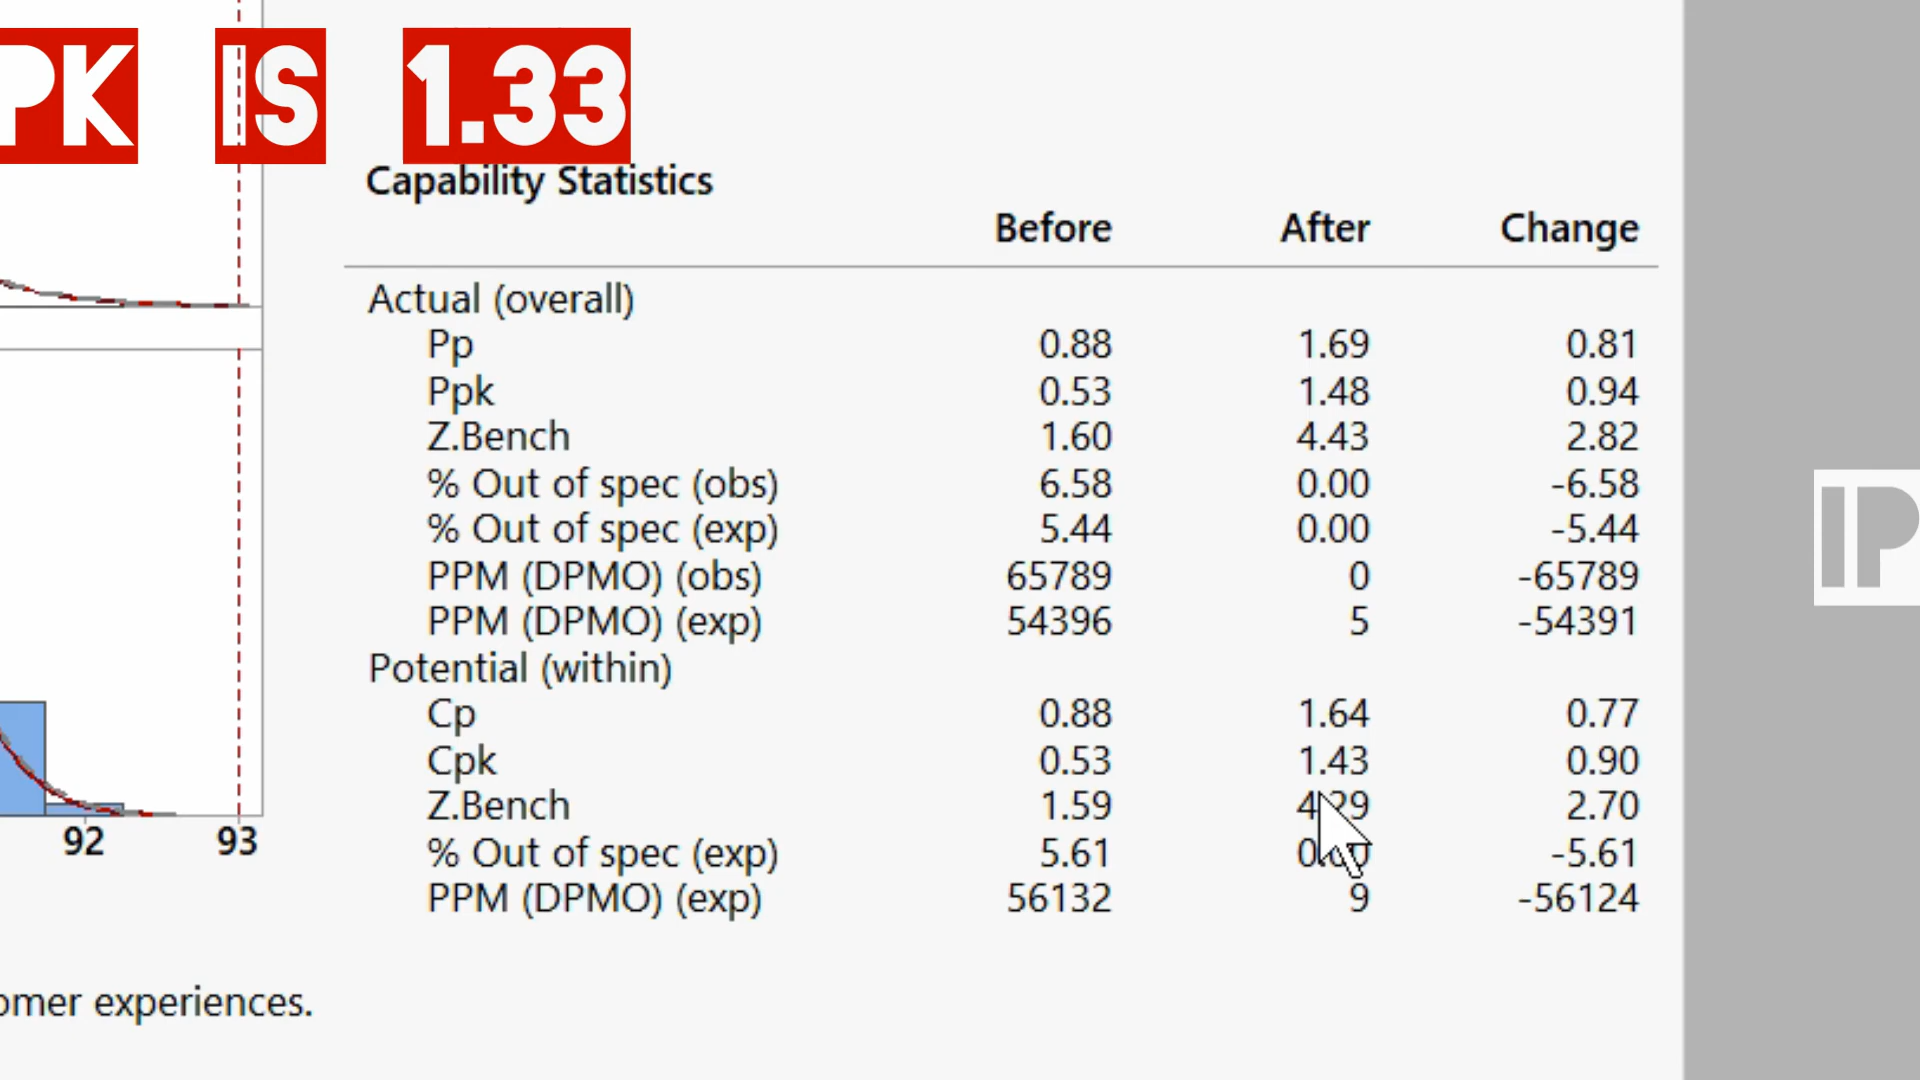 PK IS 1.33
Capability Statistics
Before After Change
Actual (overall)
Pp 0.88 1.69 0.81
Ppk 0.53 1.48 0.94
Z.Bench 1.60 4.43 2.82
% Out of spec (obs) 6.58 0.00 -6.58
% Out of spec (exp) 5.44 0.00 -5.44
PPM (DPMO) (obs) 65789 0 -65789
PPM (DPMO) (exp) 54396 5 -54391
Potential (within)
Cp 0.88 1.64 0.77
Cpk 0.53 1.43 0.90
Z.Bench 1.59 4.29 2.70
% Out of spec (exp) 5.61 0.00 -5.61
PPM (DPMO) (exp) 56132 9 -56124
92 93
omer experiences.
IP